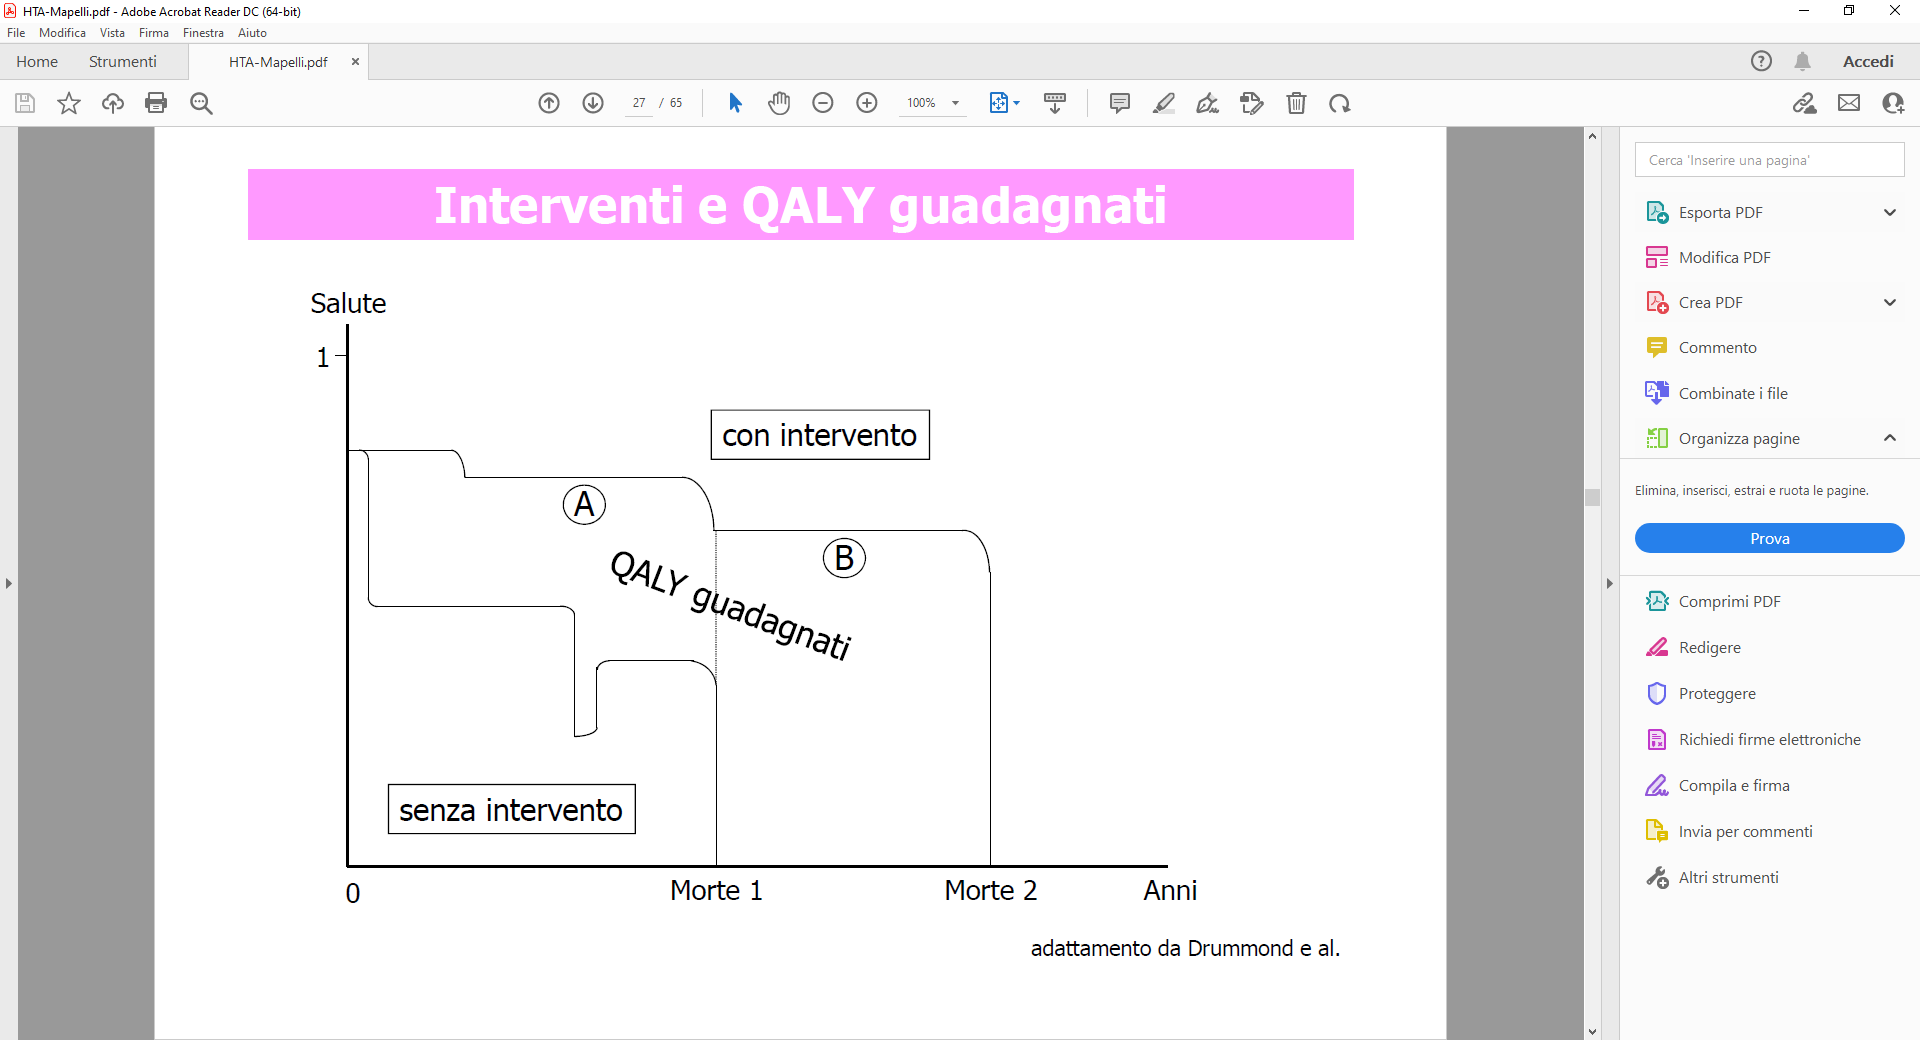 HTA-Mapelli.pdf - Adobe Acrobat Reader DC (64-bit)
File Modifica Vista Firma Finestra Aiuto
Home Strumenti HTA-Mapelli.pdf × Accedi
27 / 65 100%
Interventi e QALY guadagnati
Salute
1
con intervento
A
B
QALY guadagnati
senza intervento
0 Morte 1 Morte 2 Anni
adattamento da Drummond e al.
Cerca 'Inserire una pagina'
Esporta PDF
Modifica PDF
Crea PDF
Commento
Combinate i file
Organizza pagine
Elimina, inserisci, estrai e ruota le pagine.
Prova
Comprimi PDF
Redigere
Proteggere
Richiedi firme elettroniche
Compila e firma
Invia per commenti
Altri strumenti